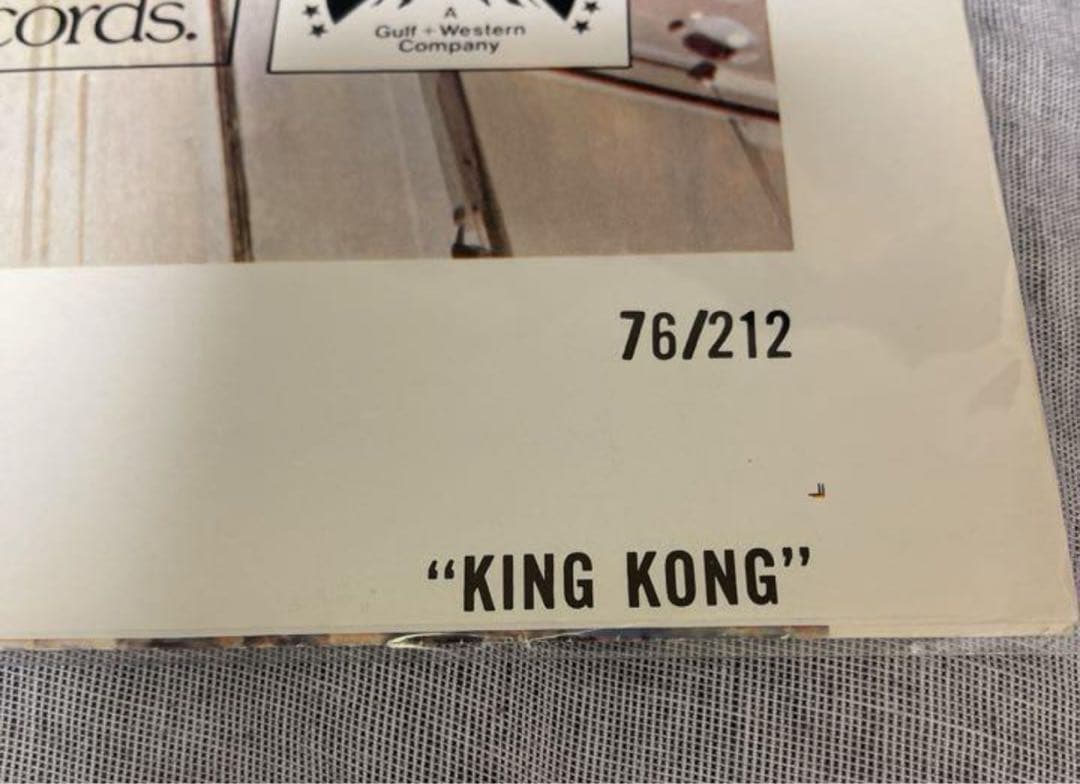 cords.
A
Gulf + Western
Company
76/212
“KING KONG”